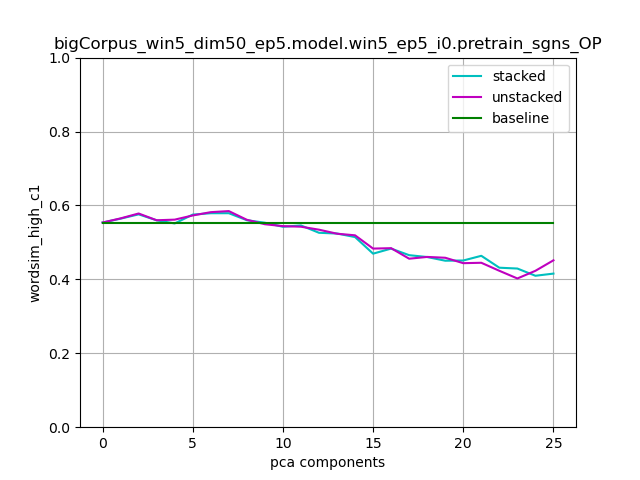 bigCorpus_win5_dim50_ep5.model.win5_ep5_i0.pretrain_sgns_OP
1.0
0.8
0.6
0.4
0.2
0.0
wordsim_high_c1
stacked
unstacked
baseline
0 5 10 15 20 25
pca components